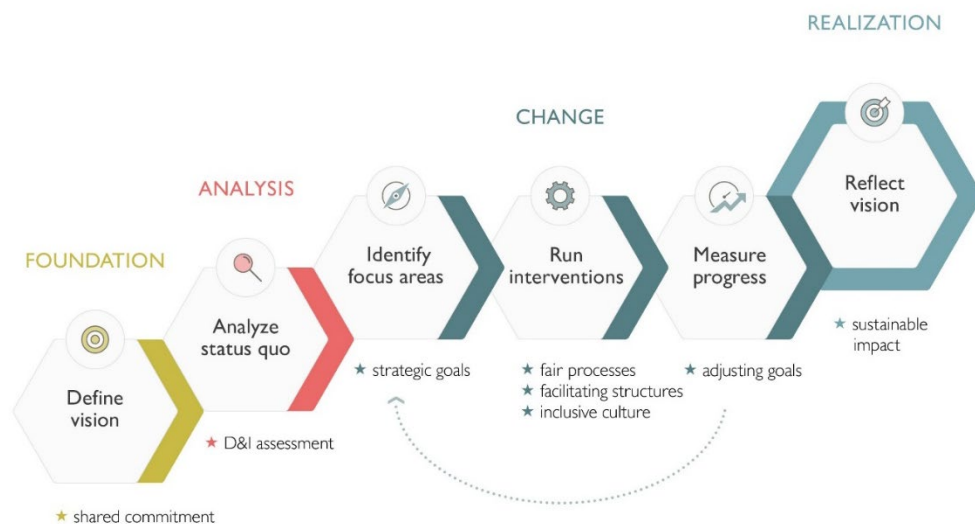 REALIZATION
CHANGE
ANALYSIS
FOUNDATION
Define
vision
★ shared commitment
Analyze
status quo
★ D&I assessment
Identify
focus areas
★ strategic goals
Run
interventions
★ fair processes
★ facilitating structures
★ inclusive culture
Measure
progress
★ adjusting goals
Reflect
vision
★ sustainable
impact